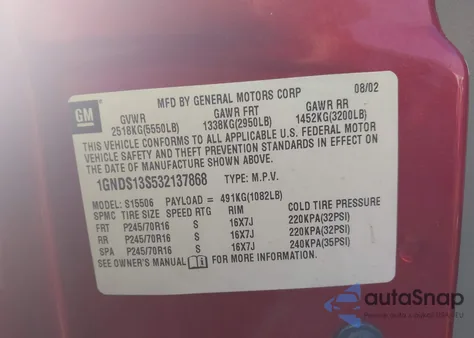 GM
MFD BY GENERAL MOTORS CORP 08/02
GVWR GAWR FRT GAWR RR
2518KG(5550LB) 1338KG(2950LB) 1452KG(3200LB)
THIS VEHICLE CONFORMS TO ALL APPLICABLE U.S. FEDERAL MOTOR
VEHICLE SAFETY AND THEFT PREVENTION STANDARDS IN EFFECT ON
THE DATE OF MANUFACTURE SHOWN ABOVE.
1GNDS13S532137868 TYPE: M.P.V.
MODEL: S15506 PAYLOAD = 491KG(1082LB)
SPMC TIRE SIZE SPEED RTG RIM COLD TIRE PRESSURE
FRT P245/70R16 S 16X7J 220KPA(32PSI)
RR P245/70R16 S 16X7J 220KPA(32PSI)
SPA P245/70R16 S 16X7J 240KPA(35PSI)
SEE OWNER'S MANUAL FOR MORE INFORMATION.
autaSnap